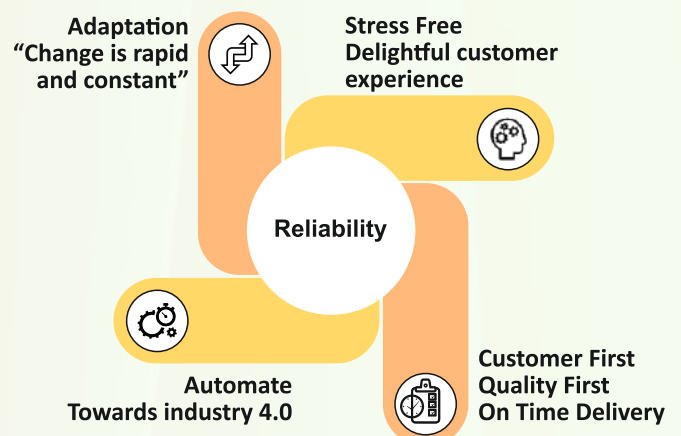 Adaptation
“Change is rapid
and constant”
Stress Free
Delightful customer
experience
Reliability
Automate
Towards industry 4.0
Customer First
Quality First
On Time Delivery